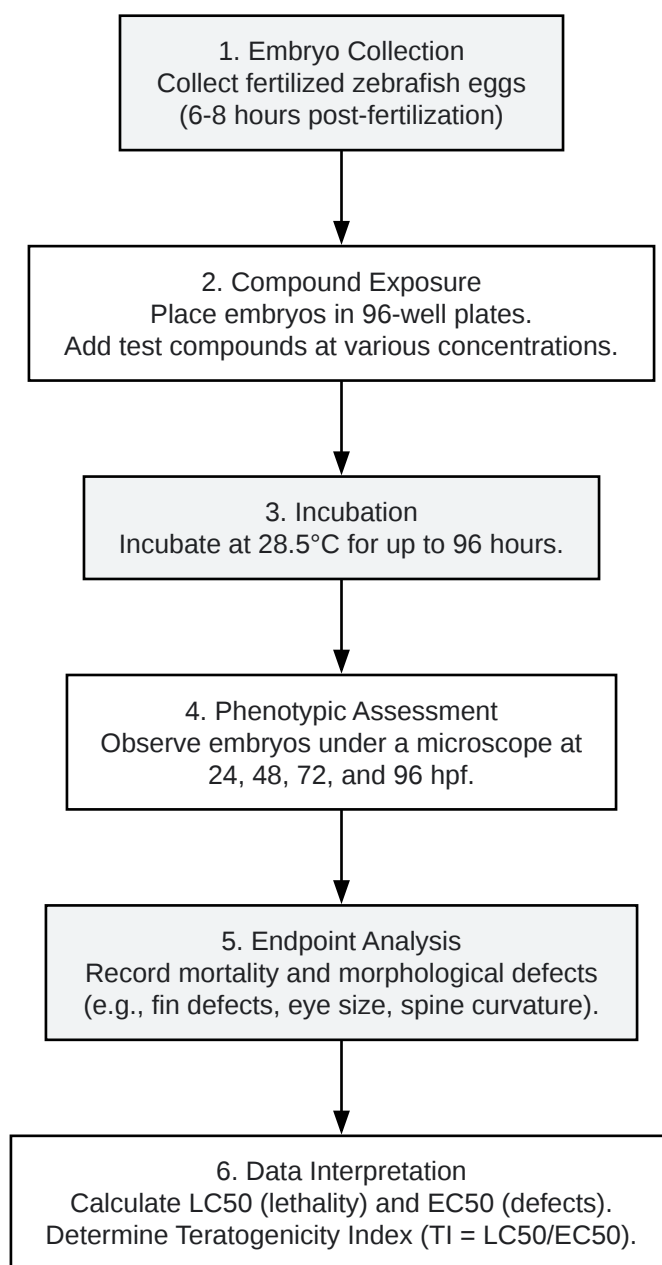 1. Embryo Collection
Collect fertilized zebrafish eggs
(6-8 hours post-fertilization)
2. Compound Exposure
Place embryos in 96-well plates.
Add test compounds at various concentrations.
3. Incubation
Incubate at 28.5°C for up to 96 hours.
4. Phenotypic Assessment
Observe embryos under a microscope at
24, 48, 72, and 96 hpf.
5. Endpoint Analysis
Record mortality and morphological defects
(e.g., fin defects, eye size, spine curvature).
6. Data Interpretation
Calculate LC50 (lethality) and EC50 (defects).
Determine Teratogenicity Index (TI = LC50/EC50).